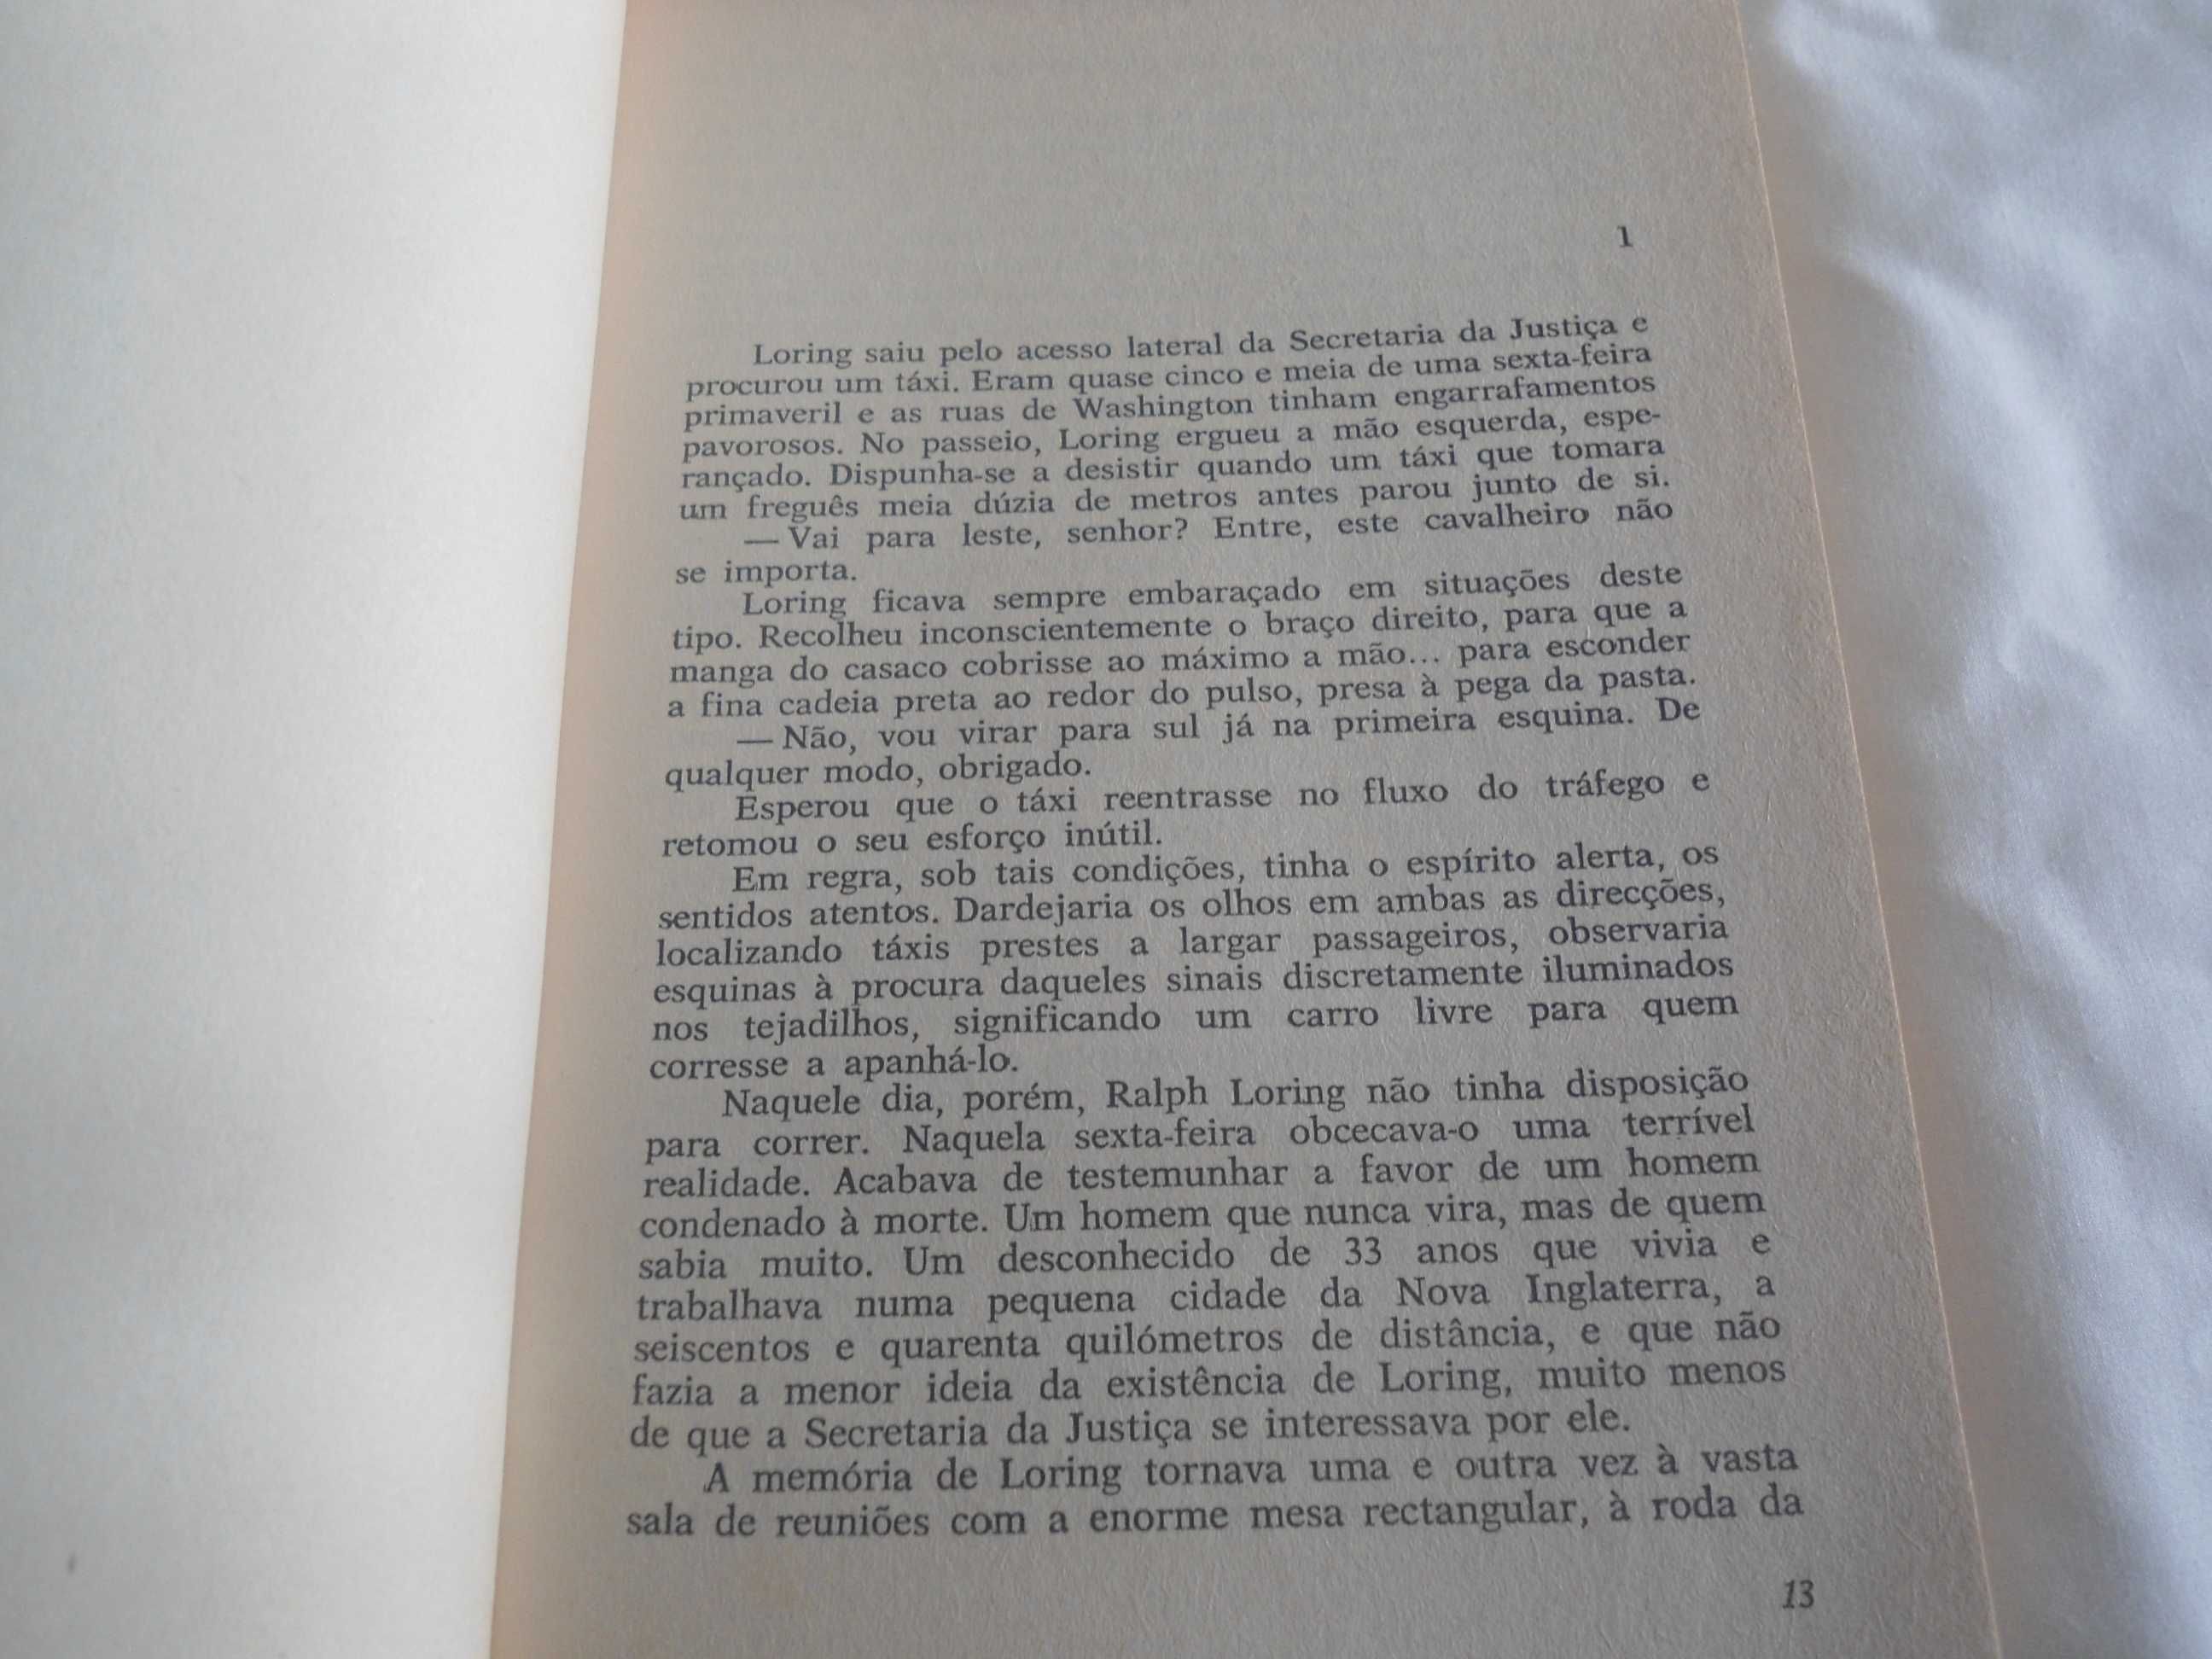 1
Loring saiu pelo acesso lateral da Secretaria da Justiça e
procurou um táxi. Eram quase cinco e meia de uma sexta-feira
primaveril e as ruas de Washington tinham engarrafamentos
pavorosos. No passeio, Loring ergueu a mão esquerda, espe-
rançado. Dispunha-se a desistir quando um táxi que tomara
um freguês meia dúzia de metros antes parou junto de si.
— Vai para leste, senhor? Entre, este cavalheiro não
se importa.
Loring ficava sempre embaraçado em situações deste
tipo. Recolheu inconscientemente o braço direito, para que a
manga do casaco cobrisse ao máximo a mão... para esconder
a fina cadeia preta ao redor do pulso, presa à pega da pasta.
— Não, vou virar para sul já na primeira esquina. De
qualquer modo, obrigado.
Esperou que o táxi reentrasse no fluxo do tráfego e
retomou o seu esforço inútil.
Em regra, sob tais condições, tinha o espírito alerta, os
sentidos atentos. Dardejaria os olhos em ambas as direcções,
localizando táxis prestes a largar passageiros, observaria
esquinas à procura daqueles sinais discretamente iluminados
nos tejadilhos, significando um carro livre para quem
corresse a apanhá-lo.
Naquele dia, porém, Ralph Loring não tinha disposição
para correr. Naquela sexta-feira obcecava-o uma terrível
realidade. Acabava de testemunhar a favor de um homem
condenado à morte. Um homem que nunca vira, mas de quem
sabia muito. Um desconhecido de 33 anos que vivia e
trabalhava numa pequena cidade da Nova Inglaterra, a
seiscentos e quarenta quilómetros de distância, e que não
fazia a menor ideia da existência de Loring, muito menos
de que a Secretaria da Justiça se interessava por ele.
A memória de Loring tornava uma e outra vez à vasta
sala de reuniões com a enorme mesa rectangular, à roda da
13